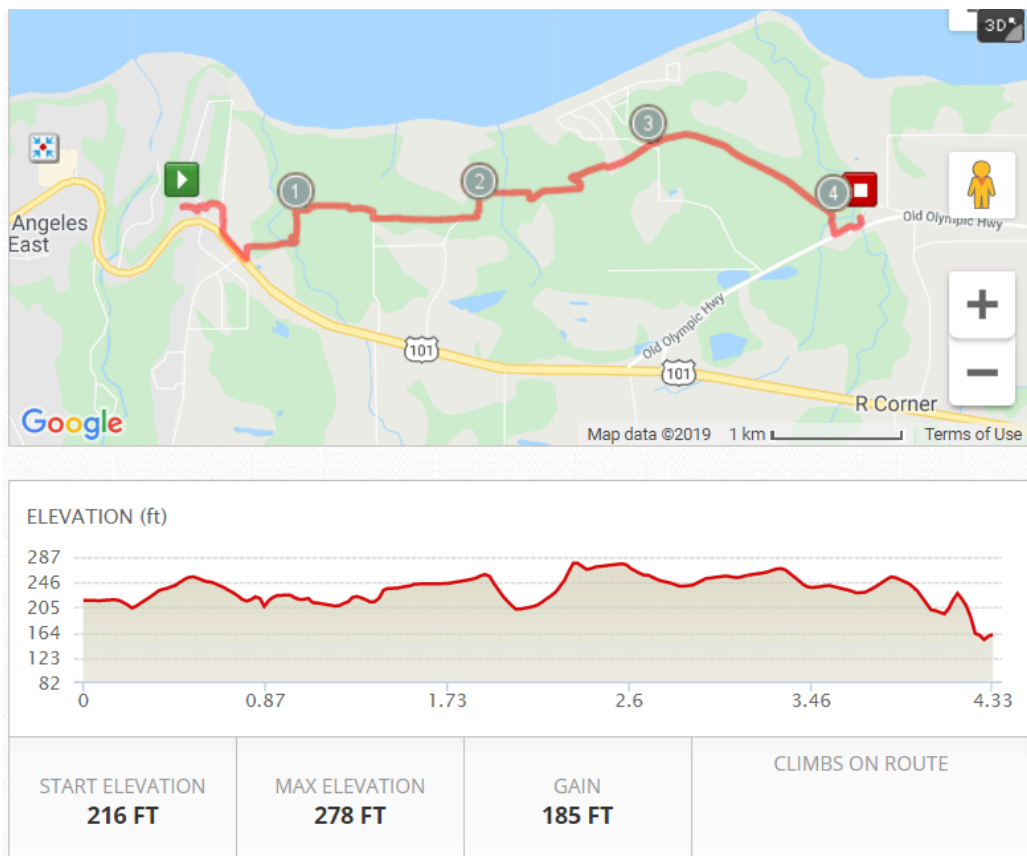 3D
3
2
1
4
Angeles
East
Old Olympic Hwy
Old Olympic Hwy
101
101
R Corner
+
−
Google
Map data ©2019 1 km Terms of Use
ELEVATION (ft)
287
246
205
164
123
82
0 0.87 1.73 2.6 3.46 4.33
START ELEVATION
216 FT
MAX ELEVATION
278 FT
GAIN
185 FT
CLIMBS ON ROUTE